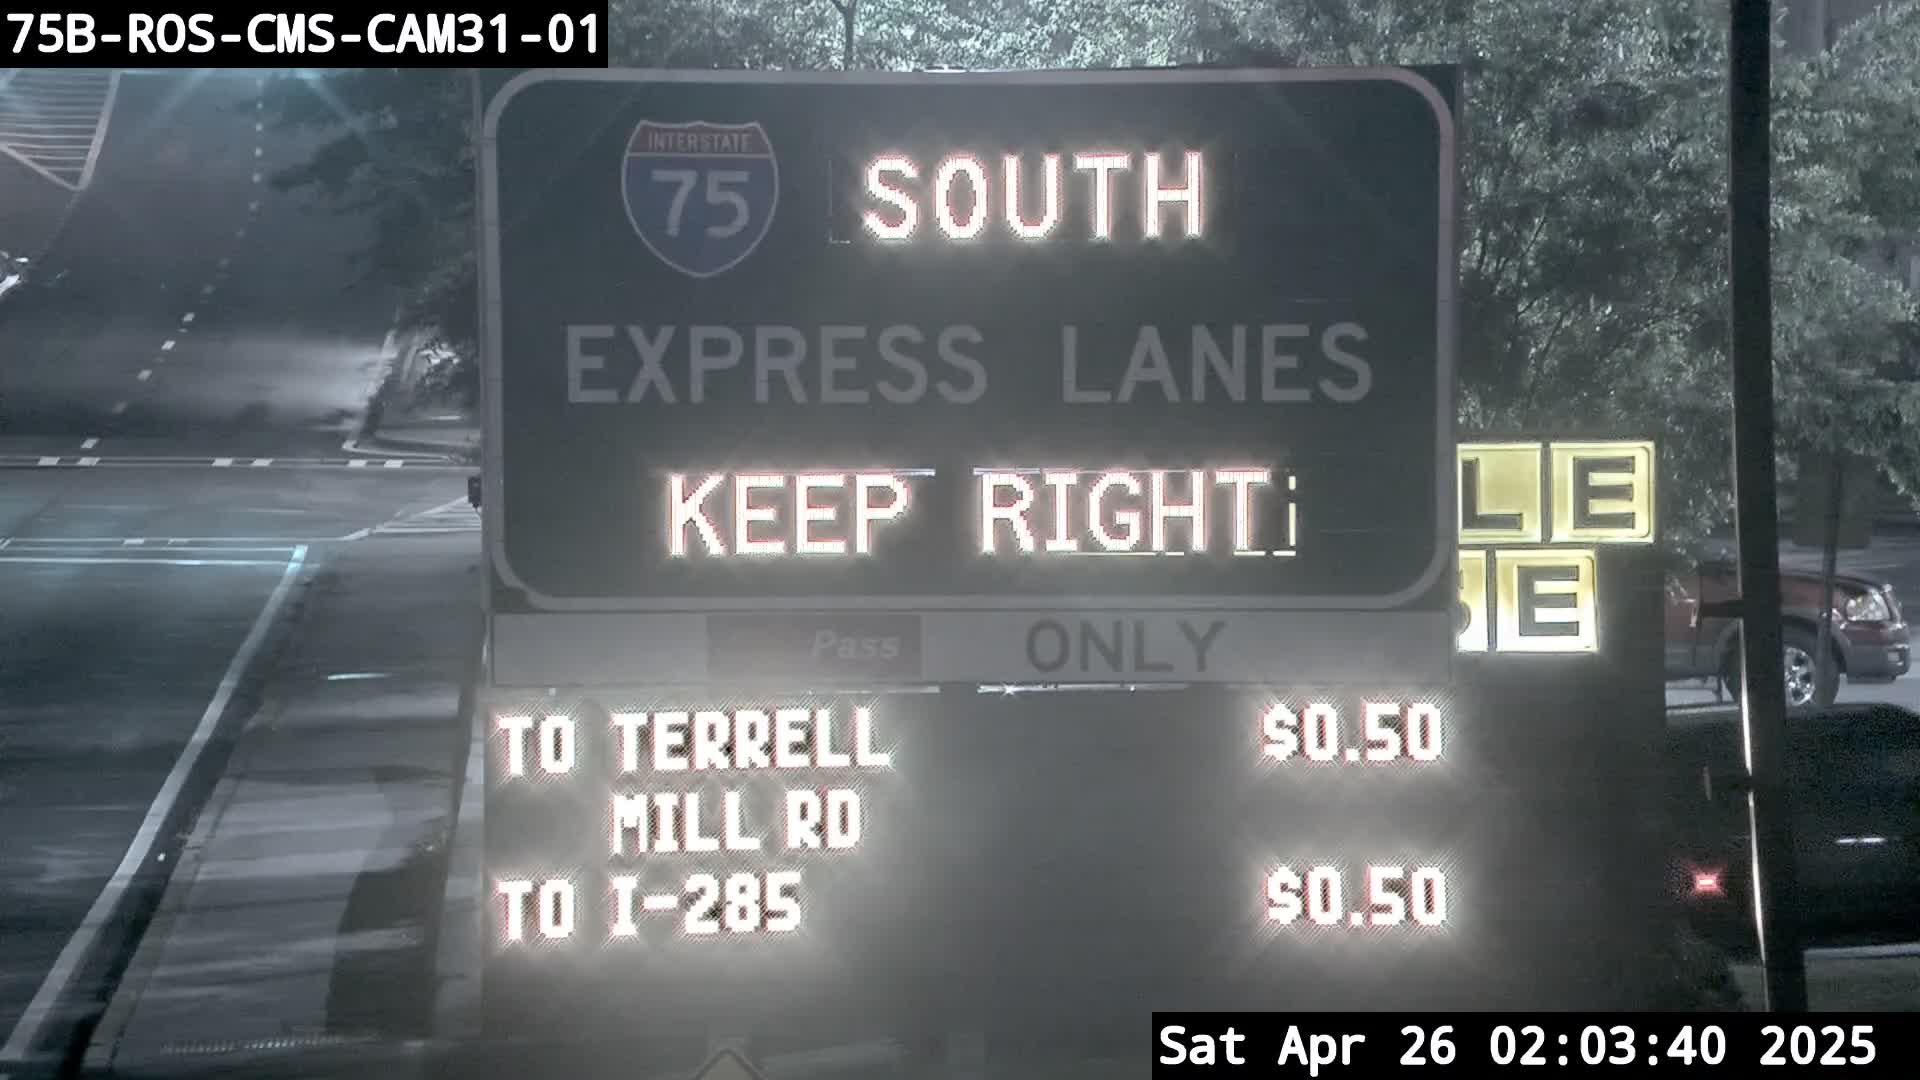 75B-ROS-CMS-CAM31-01
INTERSTATE
75
SOUTH
EXPRESS LANES
KEEP RIGHT
LE
E
Pass ONLY
TO TERRELL $0.50
MILL RD
TO I-285 $0.50
Sat Apr 26 02:03:40 2025